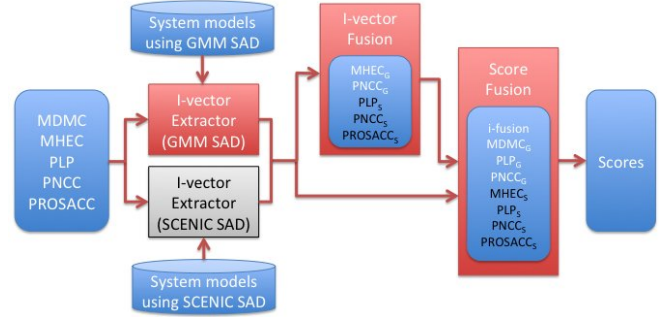 System models
using GMM SAD
MDMC
MHEC
PLP
PNCC
PROSACC
I-vector
Extractor
(GMM SAD)
I-vector
Extractor
(SCENIC SAD)
System models
using SCENIC SAD
I-vector
Fusion
MHEC_G
PNCC_G
PLP_S
PNCC_S
PROSACC_S
Score
Fusion
i-fusion
MDMC_G
PLP_G
PNCC_G
MHEC_S
PLP_S
PNCC_S
PROSACC_S
Scores